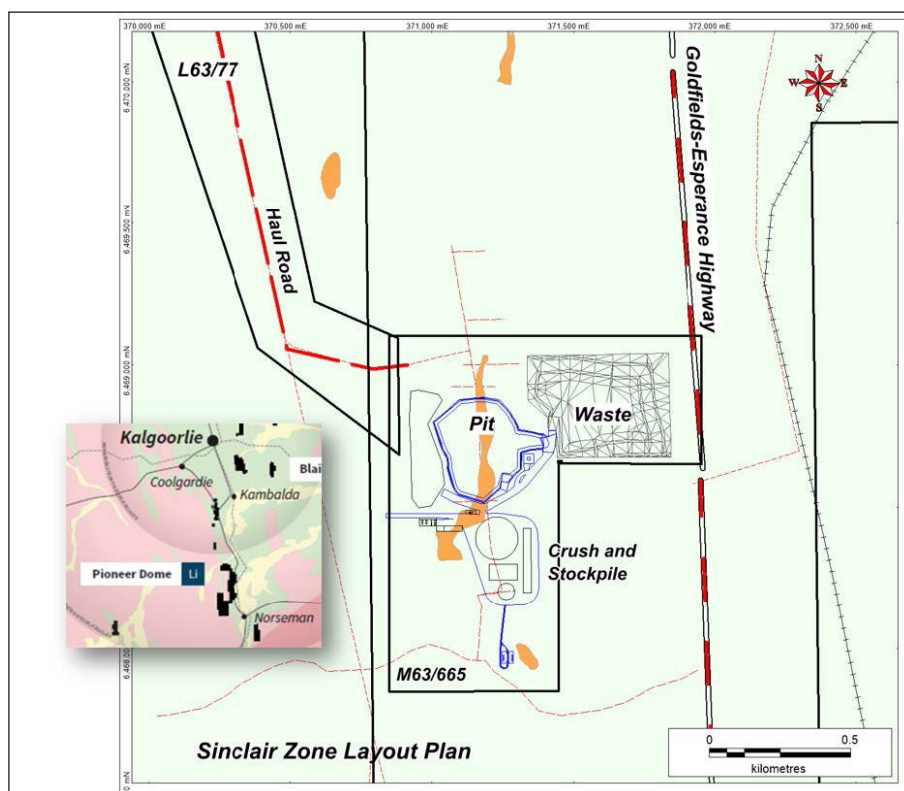 370.000 mE
370,500 mE
371,000 mE
371,500 mE
372,000 mE
372,500 mE
6,470,000 mN
6,469,500 mN
6,469,000 mN
L63/77
Haul Road
Goldfields-Esperance Highway
N
W
E
S
Pit
Waste
Crush and
Stockpile
M63/665
Kalgoorlie
Coolgardie
Blai
Kambalda
Pioneer Dome
Li
Norseman
Sinclair Zone Layout Plan
0
0.5
kilometres